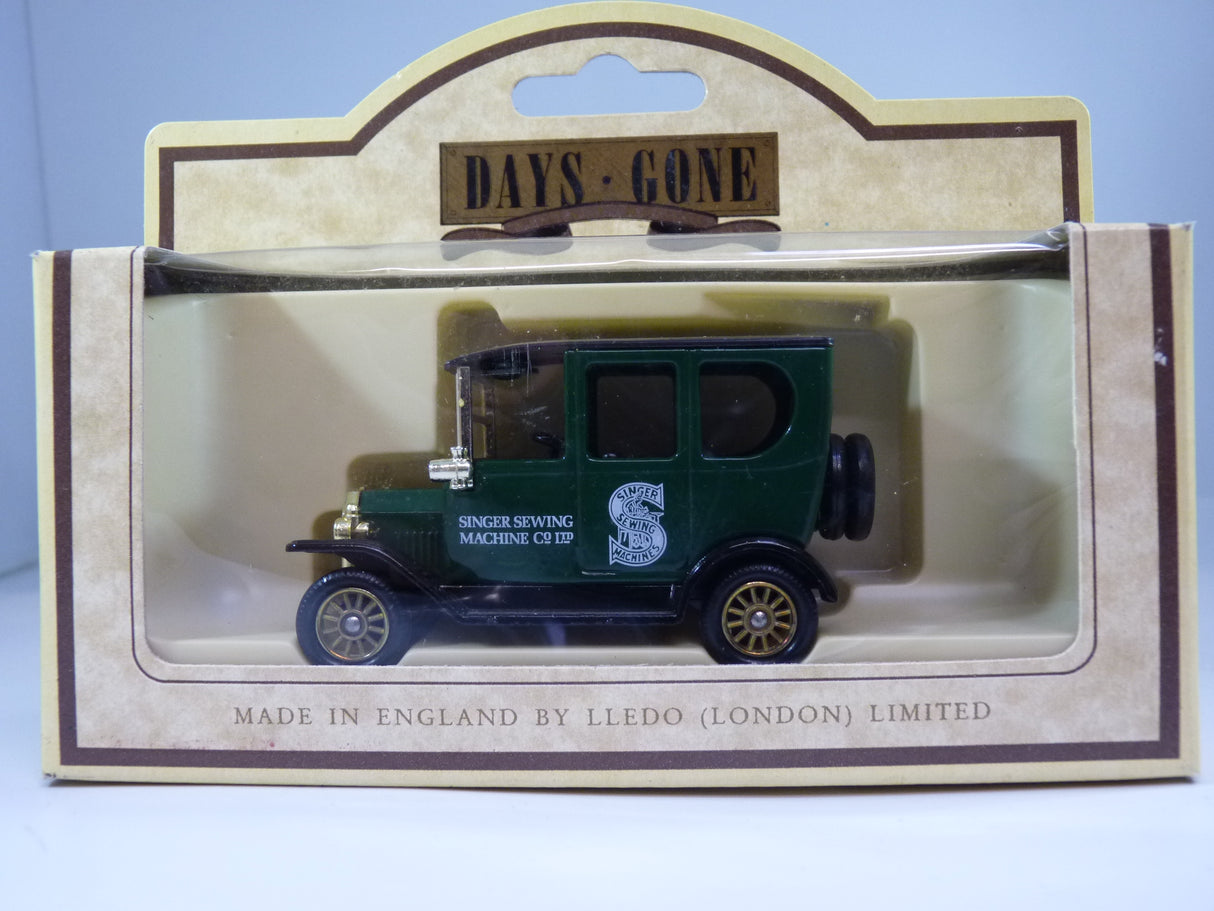 DAYS · GONE
SINGER SEWING
MACHINE Co LTD
SINGER
SEWING
MACHINES
MADE IN ENGLAND BY LLEDO (LONDON) LIMITED